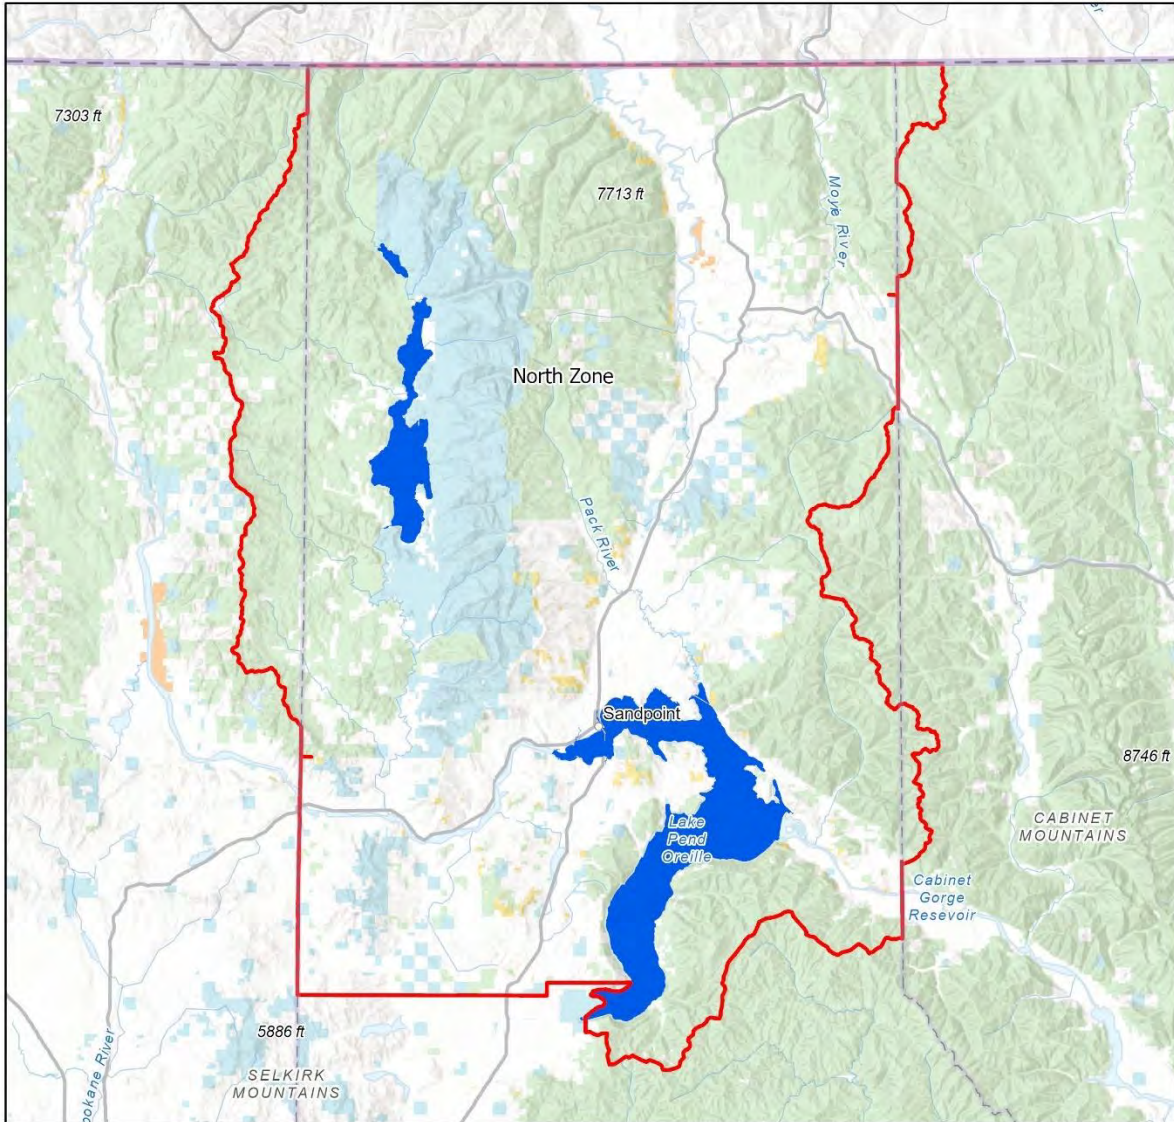 7303 ft
7713 ft
Moyie River
North Zone
Pack River
Sandpoint
8746 ft
Lake
Pend
Oreille
CABINET
MOUNTAINS
Cabinet
Gorge
Resevoir
5886 ft
SELKIRK
MOUNTAINS
pokane River